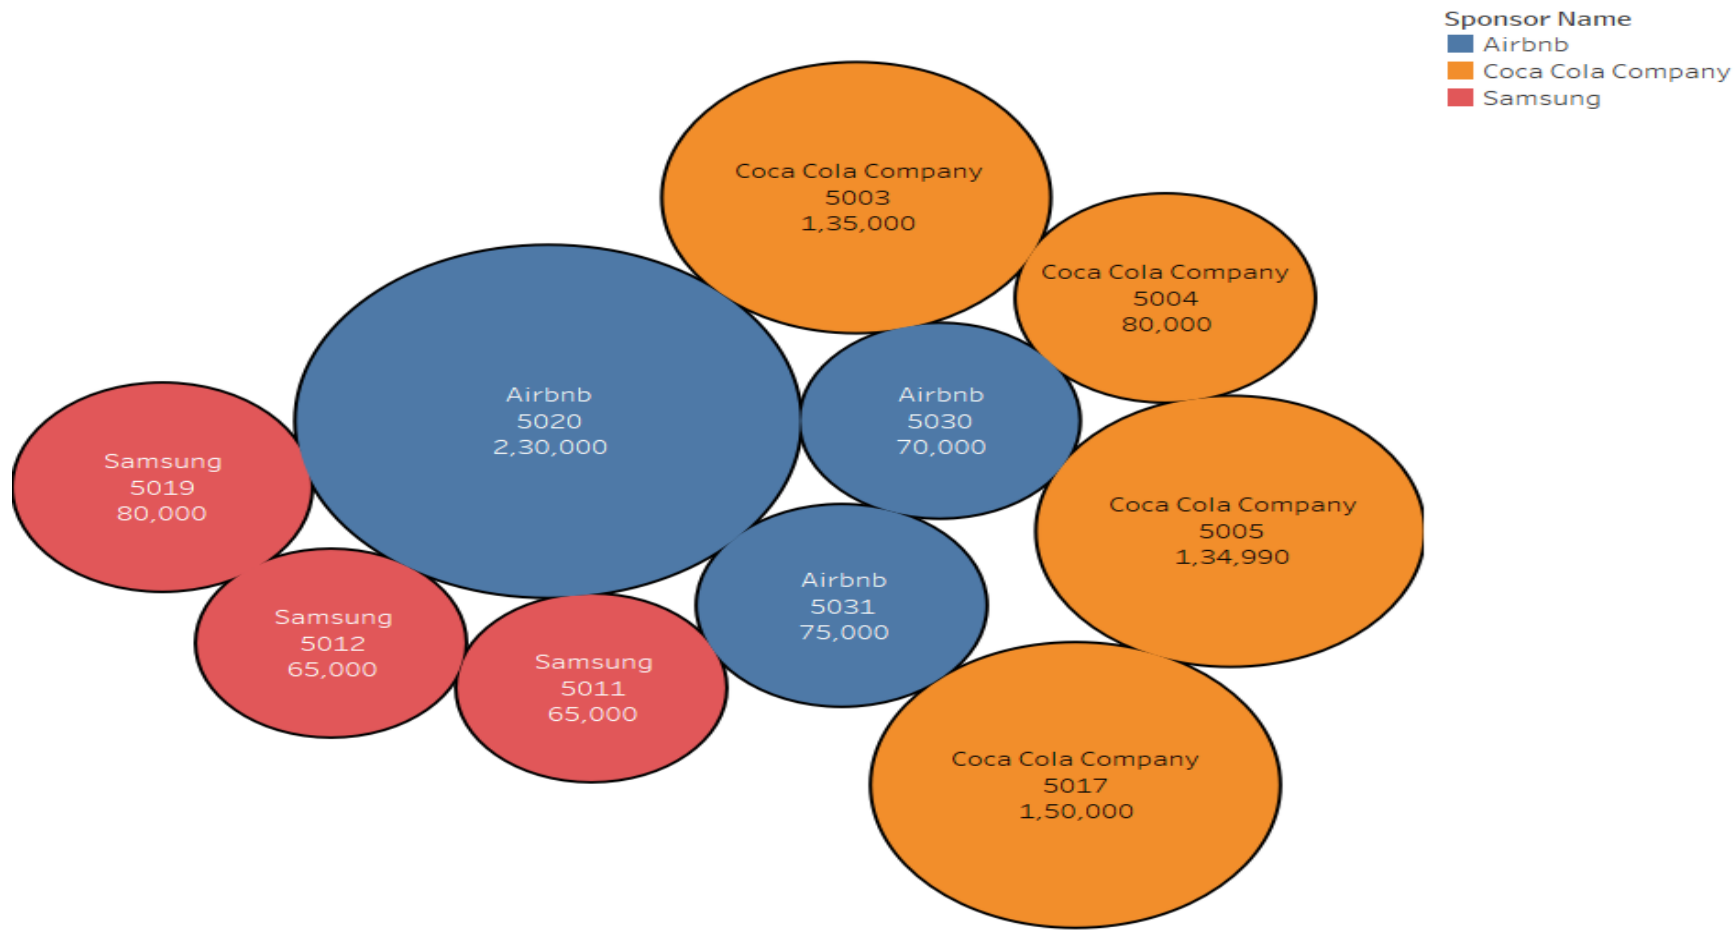 Sponsor Name
Airbnb
Coca Cola Company
Samsung
Coca Cola Company
5003
1,35,000
Coca Cola Company
5004
80,000
Airbnb
5020
2,30,000
Airbnb
5030
70,000
Samsung
5019
80,000
Coca Cola Company
5005
1,34,990
Airbnb
5031
75,000
Samsung
5012
65,000
Samsung
5011
65,000
Coca Cola Company
5017
1,50,000